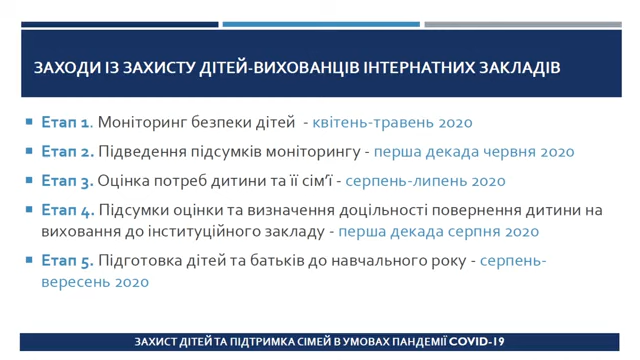 ЗАХОДИ ІЗ ЗАХИСТУ ДІТЕЙ-ВИХОВАНЦІВ ІНТЕРНАТНИХ ЗАКЛАДІВ
Етап 1. Моніторинг безпеки дітей - квітень-травень 2020
Етап 2. Підведення підсумків моніторингу - перша декада червня 2020
Етап 3. Оцінка потреб дитини та її сім’ї - серпень-липень 2020
Етап 4. Підсумки оцінки та визначення доцільності повернення дитини на
виховання до інституційного закладу - перша декада серпня 2020
Етап 5. Підготовка дітей та батьків до навчального року - серпень-
вересень 2020
ЗАХИСТ ДІТЕЙ ТА ПІДТРИМКА СІМЕЙ В УМОВАХ ПАНДЕМІЇ COVID-19